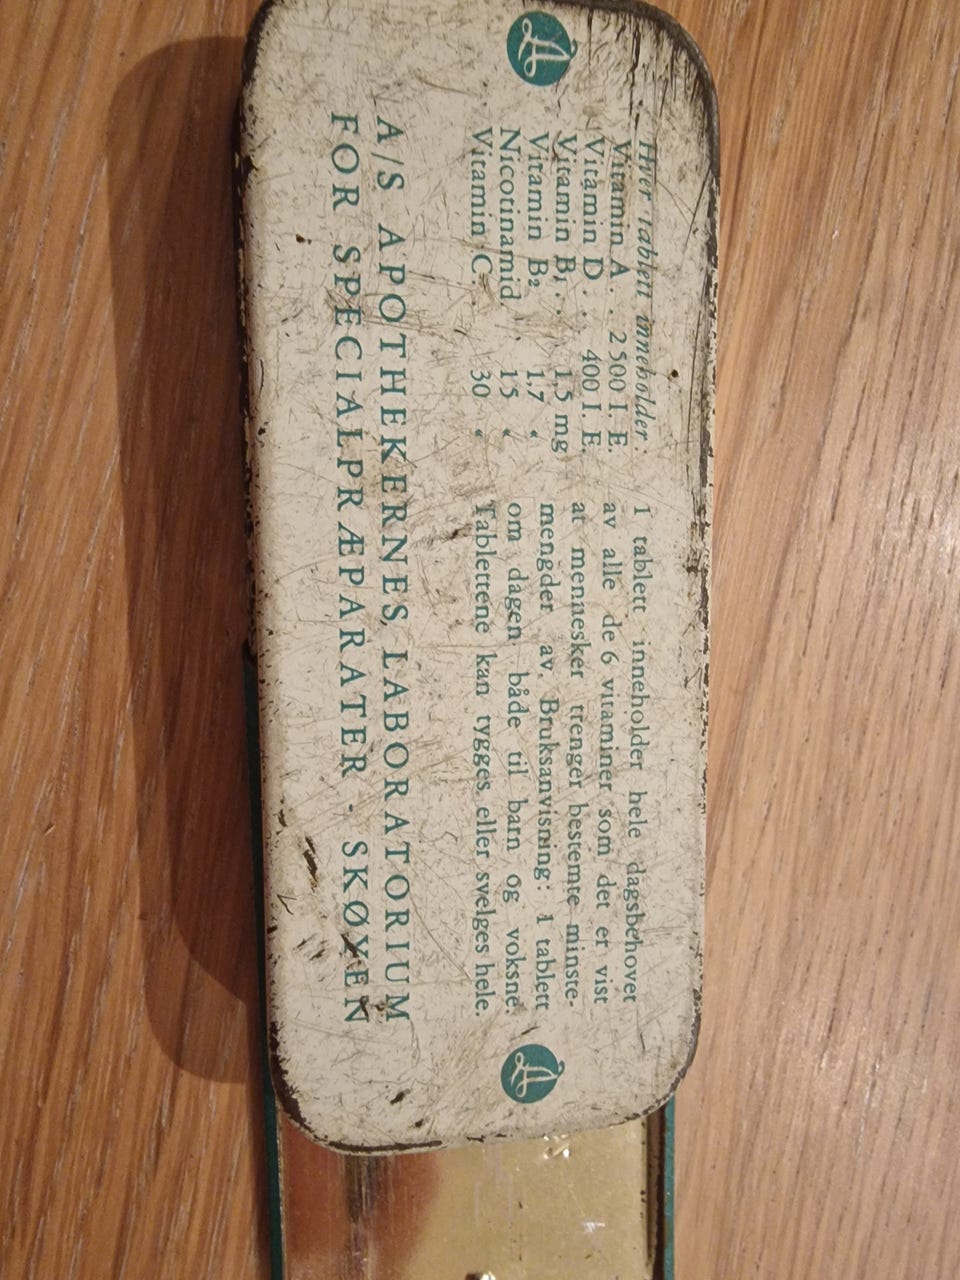 Hver tablett inneholder:
Vitamin A . . 2 500 I. E.
Vitamin D . . 400 I. E.
Vitamin B₁ . . 1,5 mg
Vitamin B₂ 1,7 «
Nicotinamid 15 «
Vitamin C. 30 «
1 tablett inneholder hele dagsbehovet
av alle de 6 vitaminer som det er vist
at mennesker trenger bestemte minste-
mengder av. Bruksanvisning: 1 tablett
om dagen både til barn og voksne.
Tablettene kan tygges eller svelges hele.
A/S APOTHEKERNES LABORATORIUM
FOR SPECIALPRÆPARATER - SKØYEN